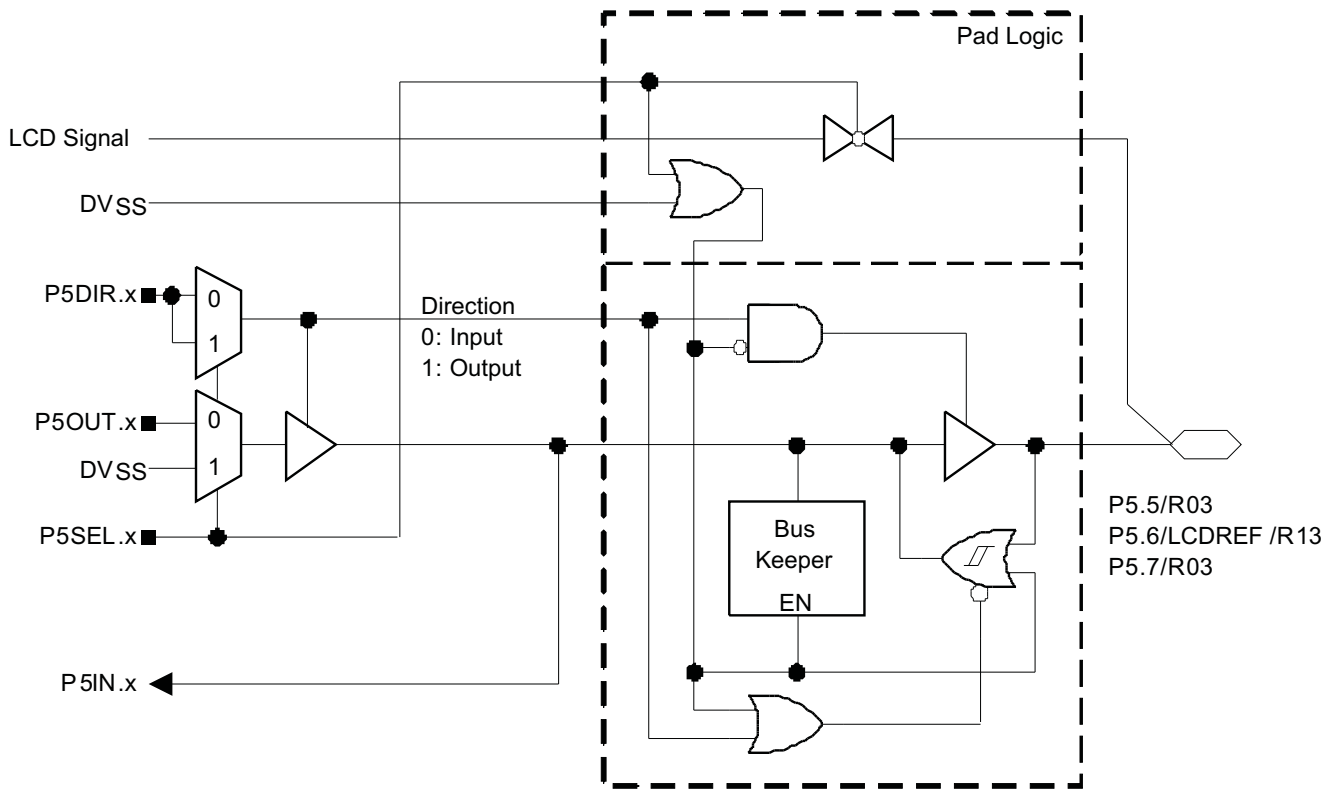 Pad Logic
LCD Signal
DVSS
P5DIR.x
0
1
Direction
0: Input
1: Output
P5OUT.x
0
DVSS
1
P5SEL.x
Bus
Keeper
EN
P5.5/R03
P5.6/LCDREF /R13
P5.7/R03
P5IN.x